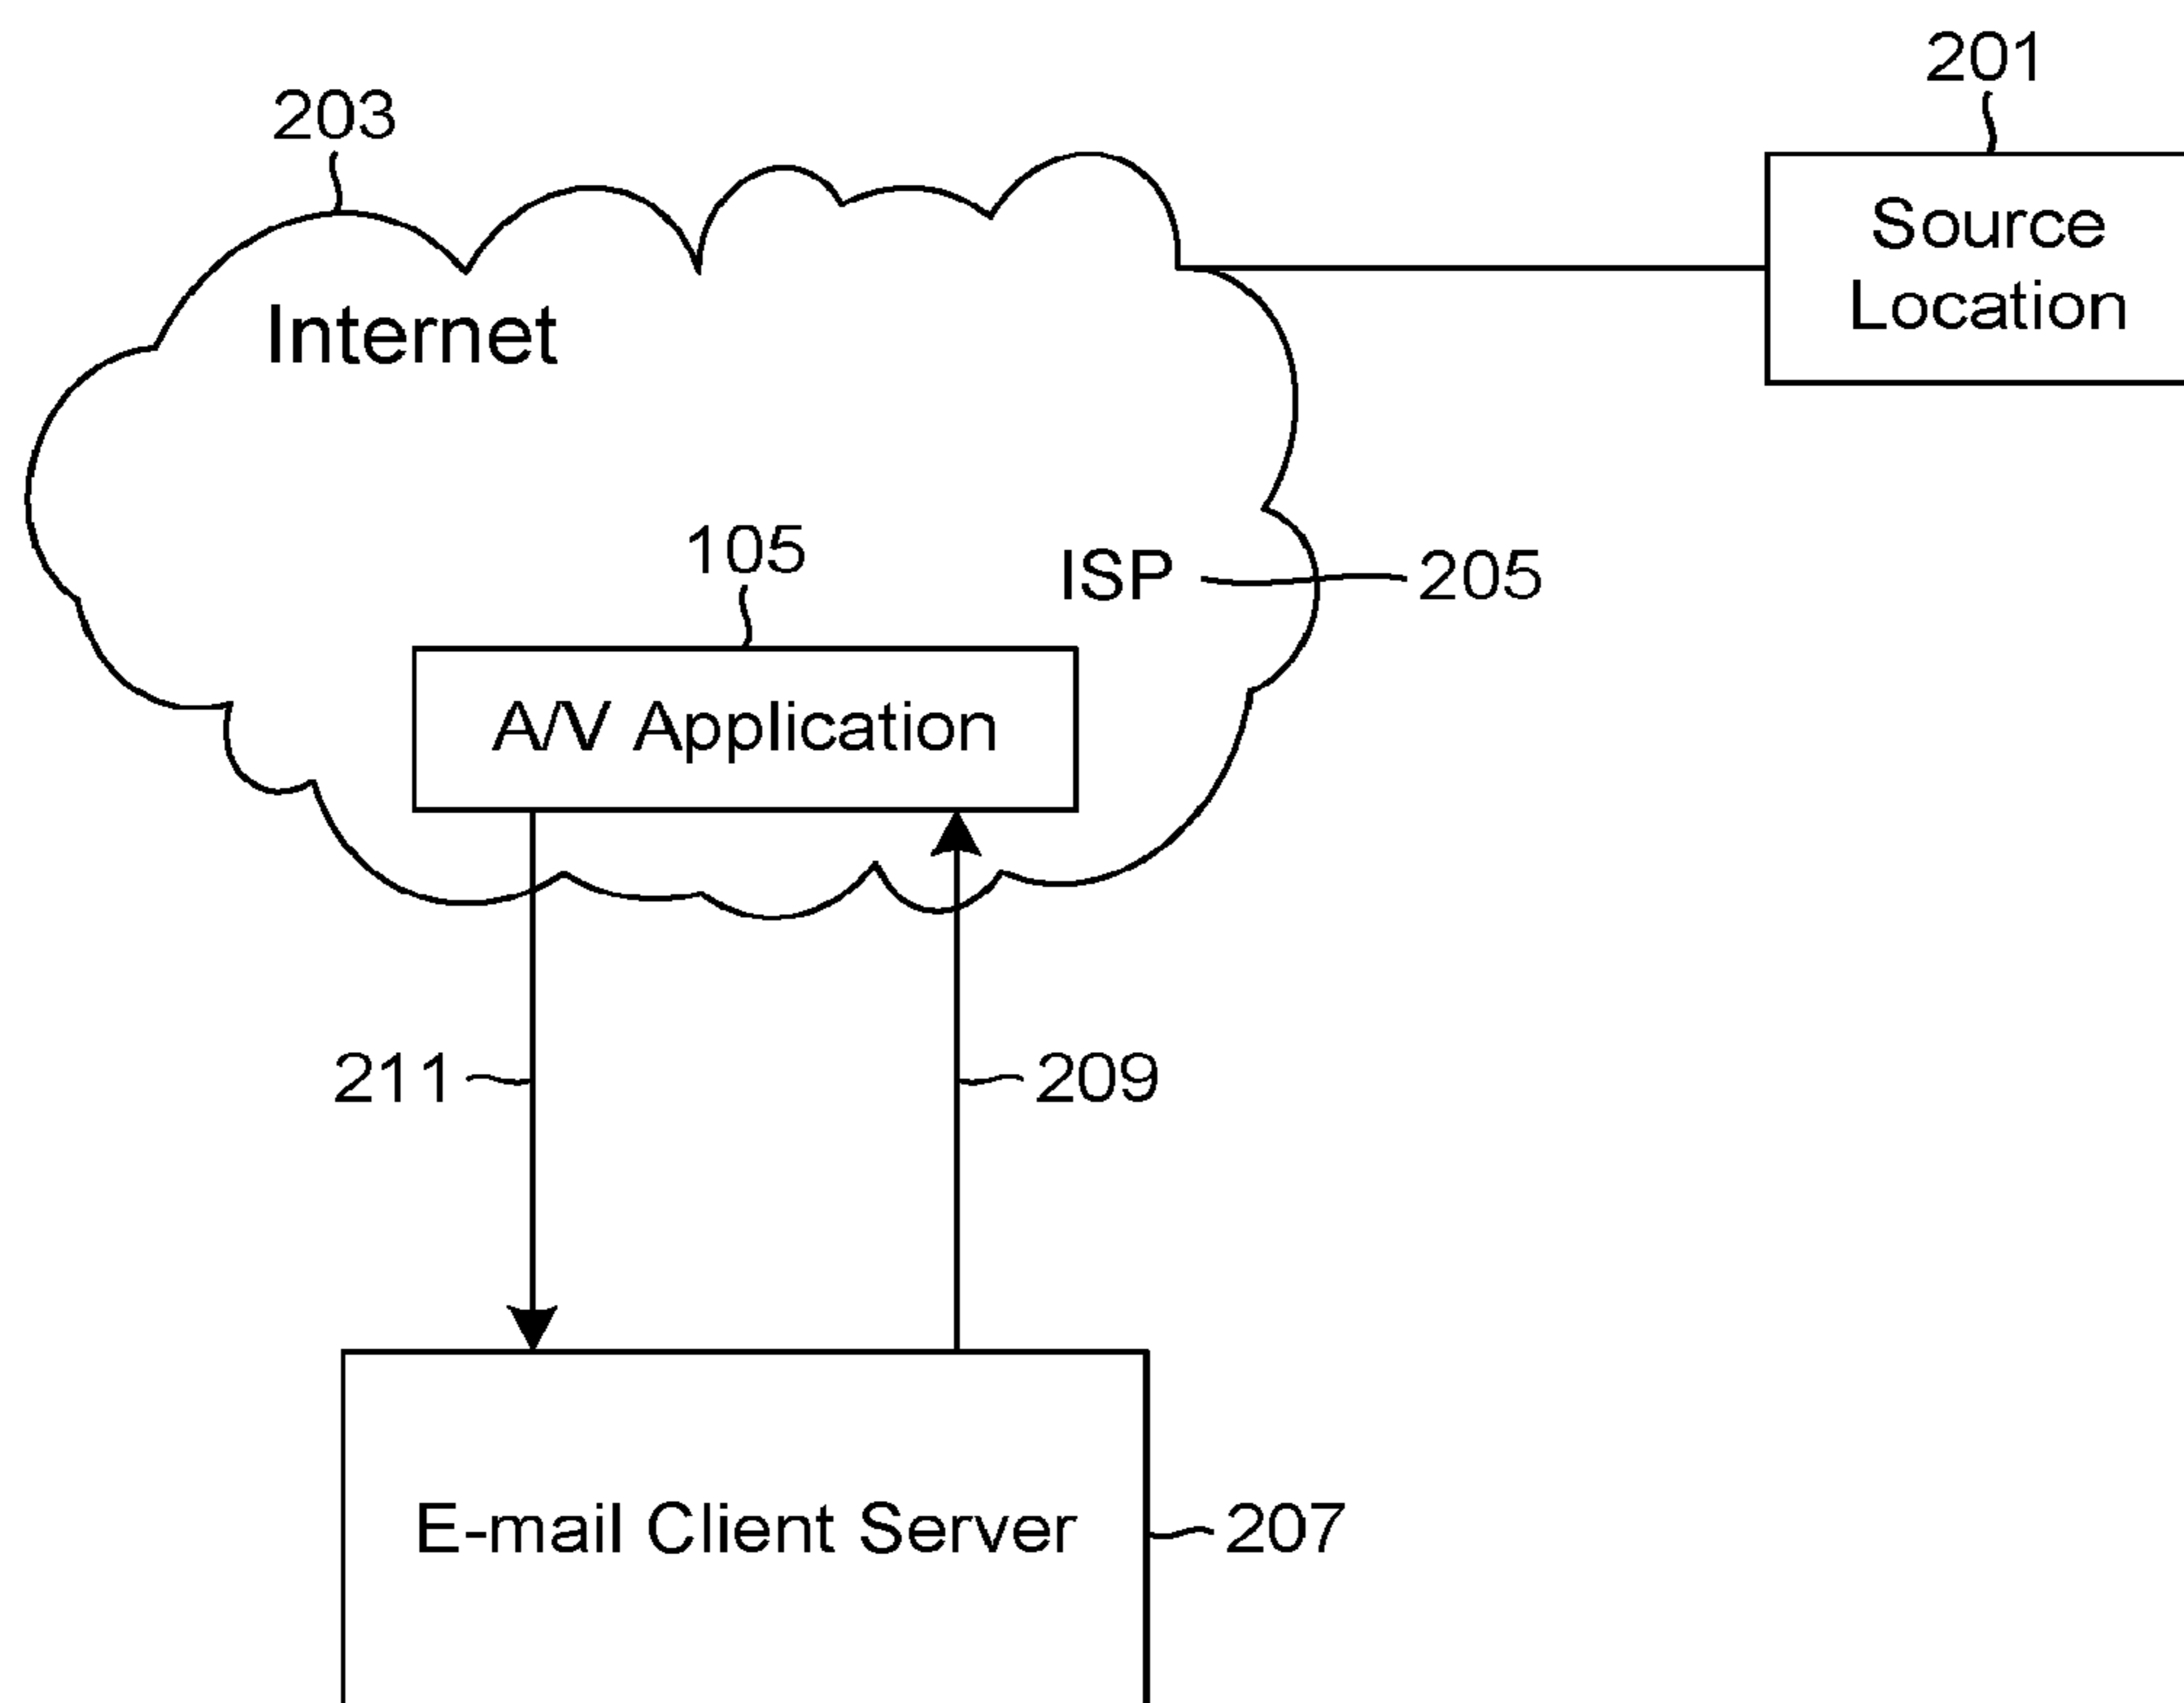 201
203
Source
Location
Internet
105
ISP
205
A/V Application
211
209
E-mail Client Server
207